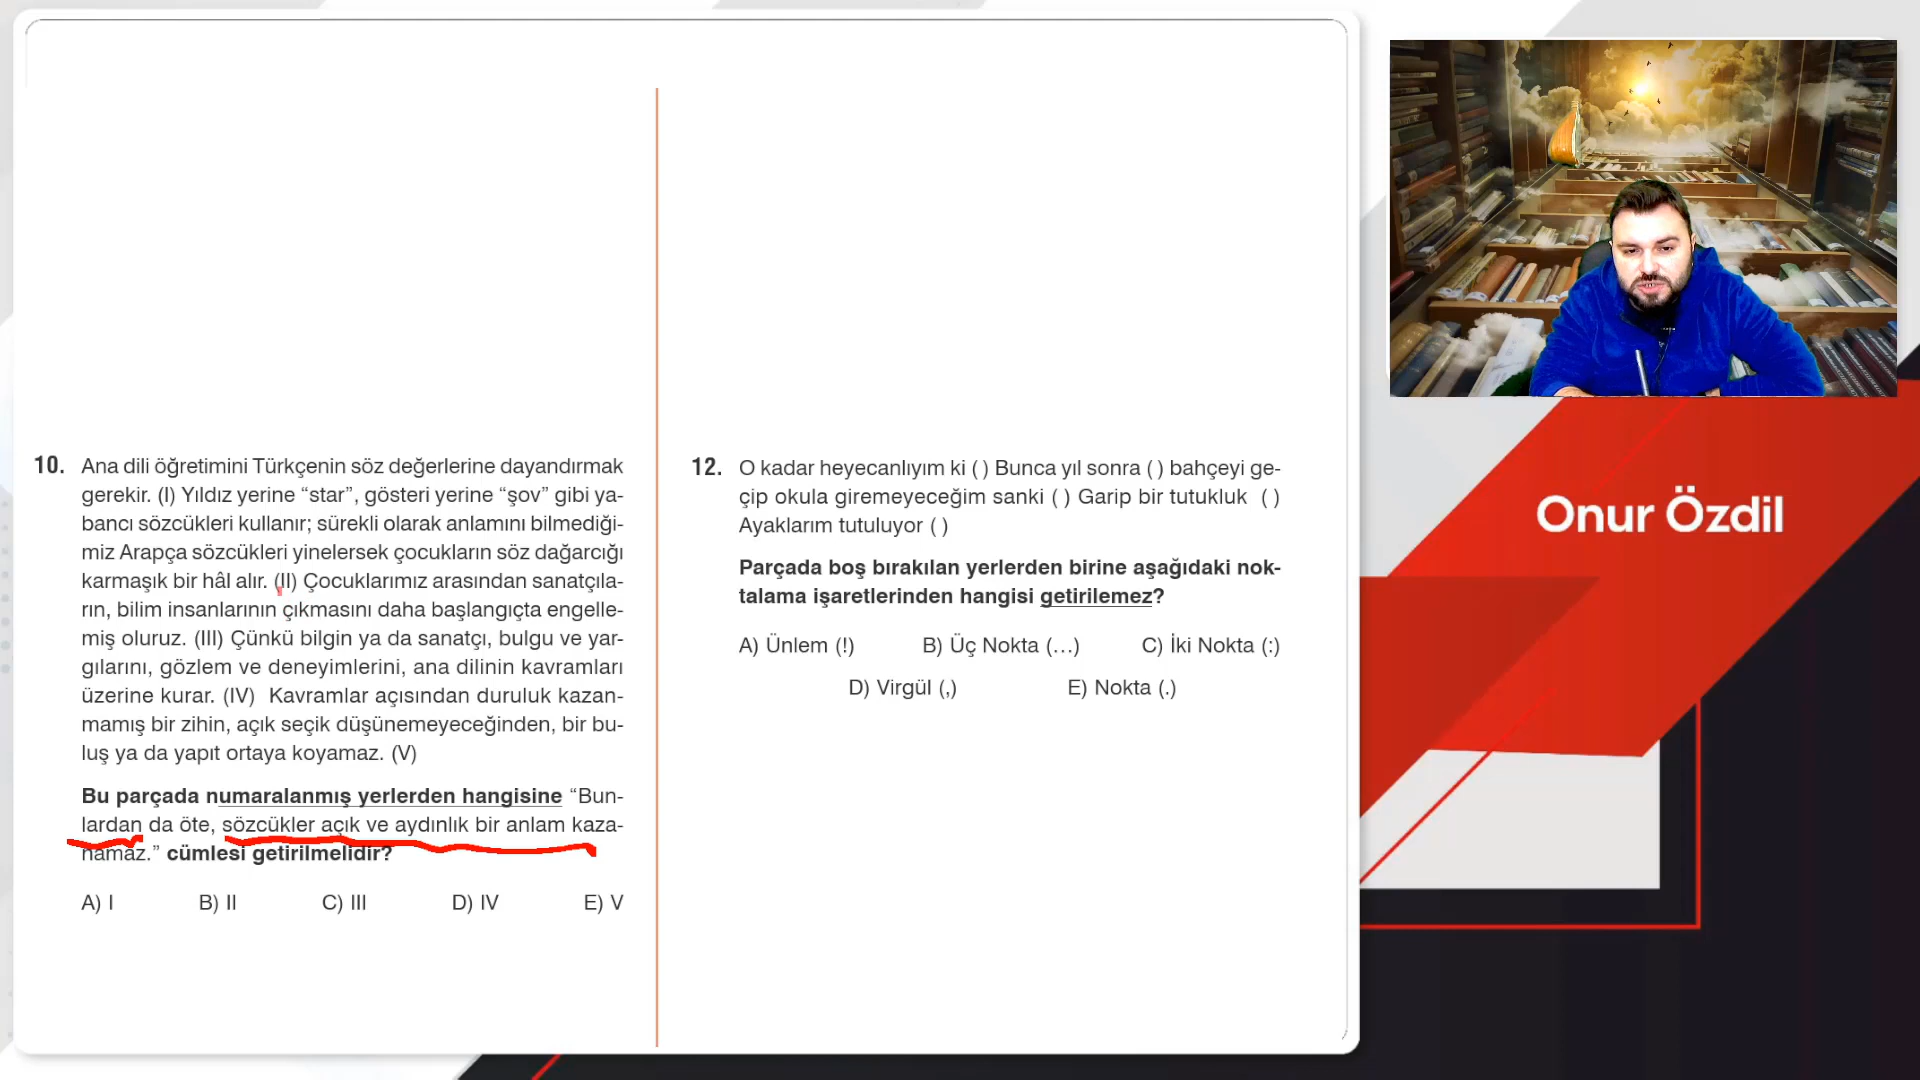 10. Ana dili öğretimini Türkçenin söz değerlerine dayandırmak
gerekir. (I) Yıldız yerine “star”, gösteri yerine “şov” gibi ya-
bancı sözcükleri kullanır; sürekli olarak anlamını bilmediği-
miz Arapça sözcükleri yinelersek çocukların söz dağarcığı
karmaşık bir hâl alır. (II) Çocuklarımız arasından sanatçıla-
rın, bilim insanlarının çıkmasını daha başlangıçta engelle-
miş oluruz. (III) Çünkü bilgin ya da sanatçı, bulgu ve yar-
gılarını, gözlem ve deneyimlerini, ana dilinin kavramları
üzerine kurar. (IV) Kavramlar açısından duruluk kazan-
mamış bir zihin, açık seçik düşünemeyeceğinden, bir bu-
luş ya da yapıt ortaya koyamaz. (V)
Bu parçada numaralanmış yerlerden hangisine “Bun-
lardan da öte, sözcükler açık ve aydınlık bir anlam kaza-
namaz.” cümlesi getirilmelidir?
A) I B) II C) III D) IV E) V
12. O kadar heyecanlıyım ki ( ) Bunca yıl sonra ( ) bahçeyi ge-
çip okula giremeyeceğim sanki ( ) Garip bir tutukluk ( )
Ayaklarım tutuluyor ( )
Parçada boş bırakılan yerlerden birine aşağıdaki nok-
talama işaretlerinden hangisi getirilemez?
A) Ünlem (!) B) Üç Nokta (…) C) İki Nokta (:)
D) Virgül (,) E) Nokta (.)
Onur Özdil